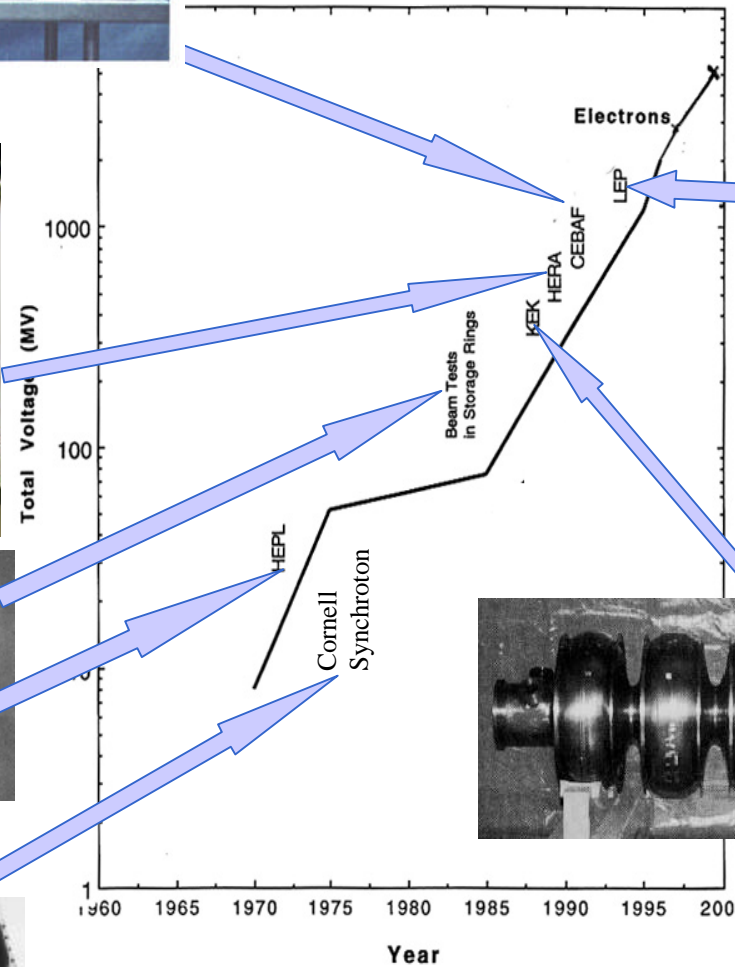 Electrons
LEP
1000
CEBAF
HERA
KEK
Total Voltage (MV)
Beam Tests
in Storage Rings
100
HEPL
Cornell
Synchroton
1
1960 1965 1970 1975 1980 1985 1990 1995 200
Year